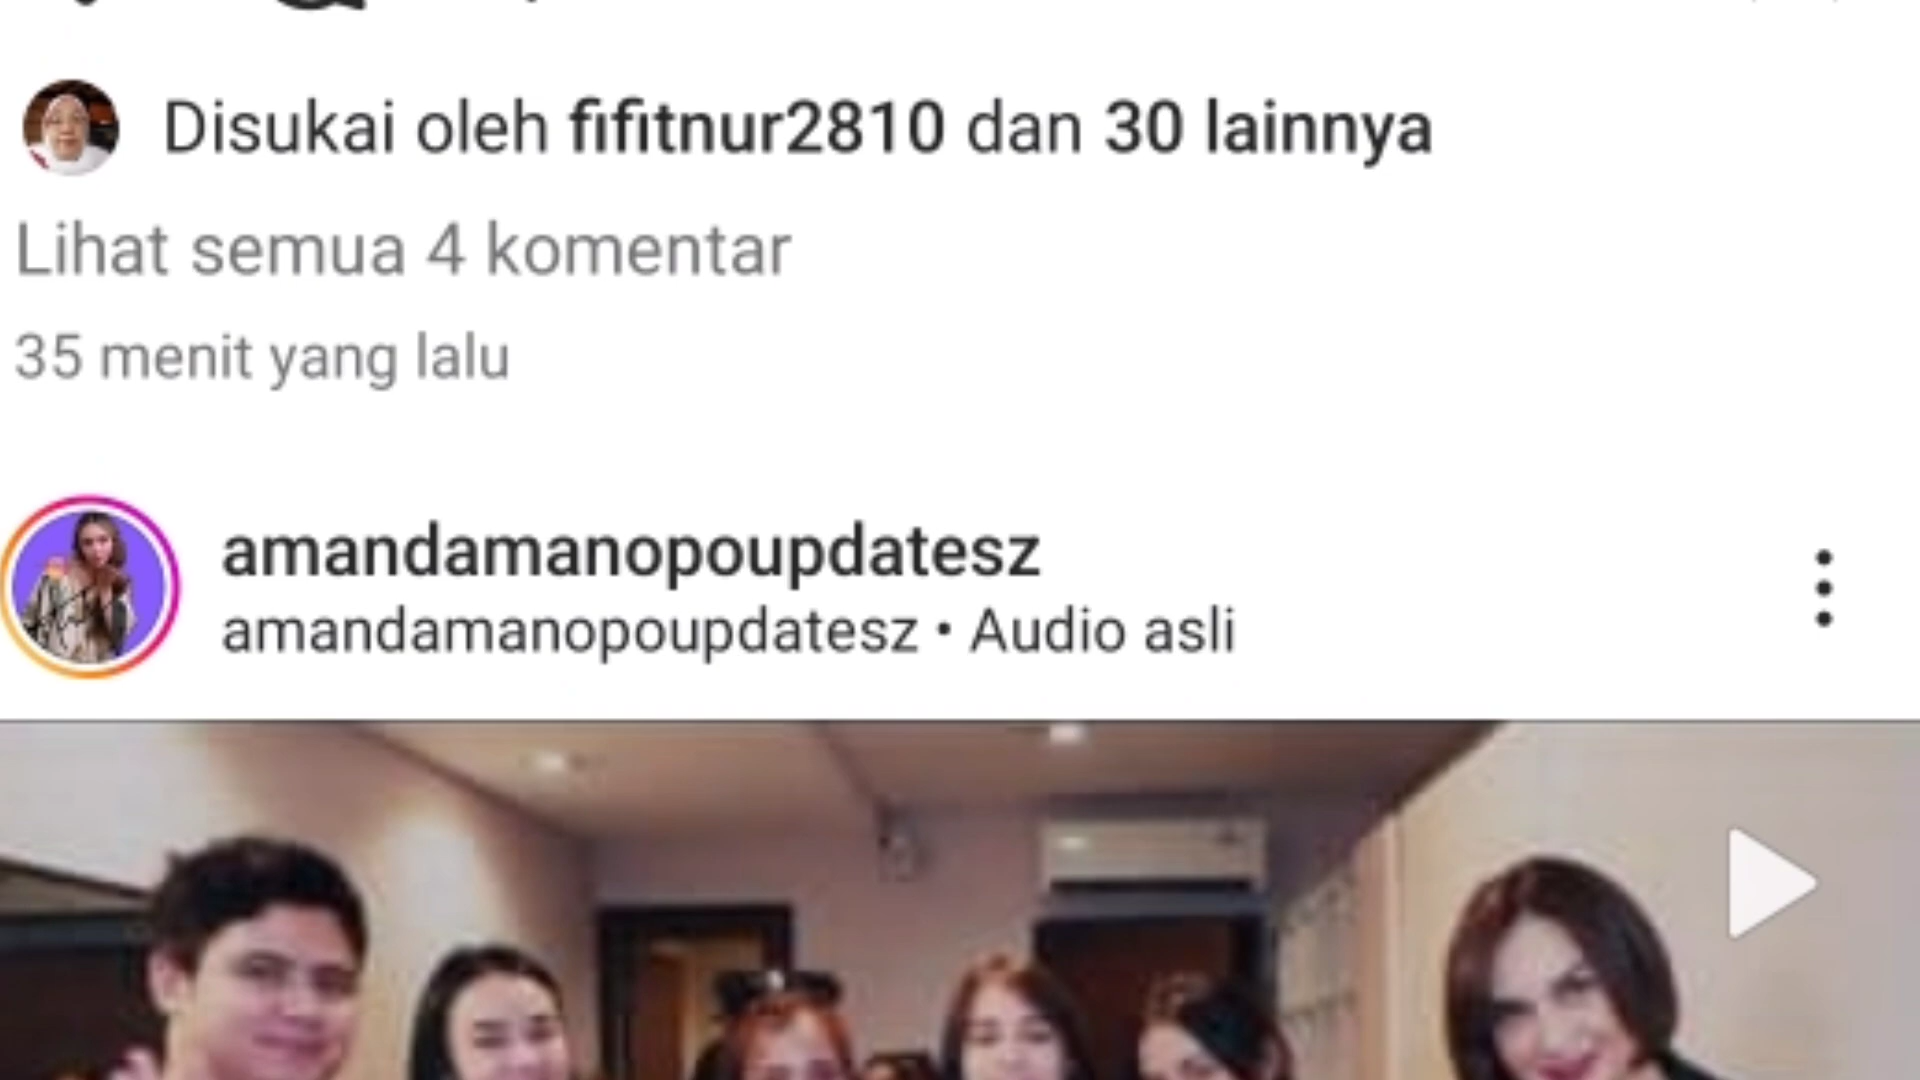 Disukai oleh fifitnur2810 dan 30 lainnya
Lihat semua 4 komentar
35 menit yang lalu
amandamanopoupdatesz
amandamanopoupdatesz • Audio asli